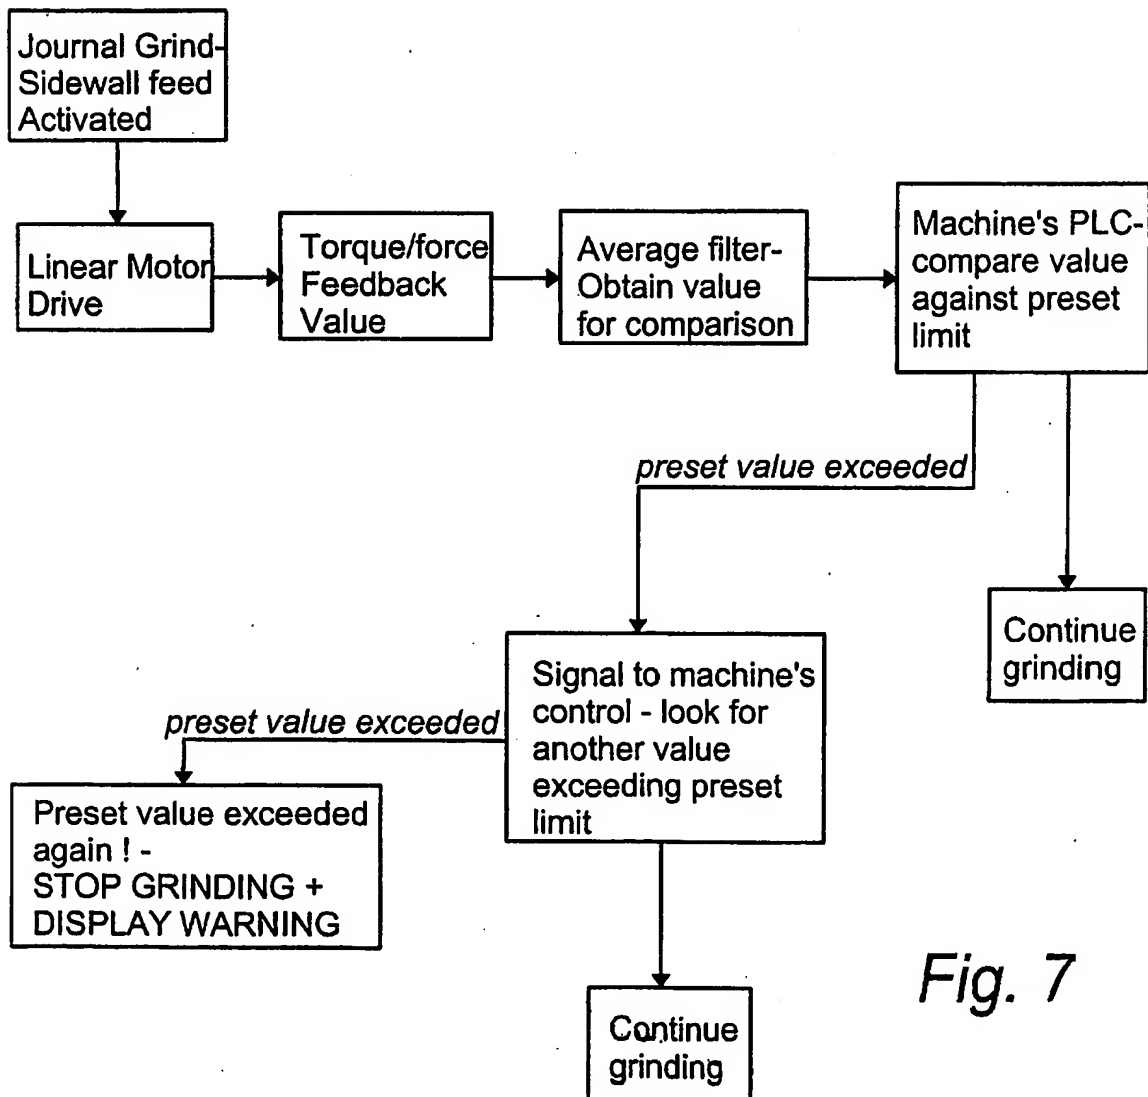 Journal Grind-
Sidewall feed
Activated
Linear Motor
Drive
Torque/force
Feedback
Value
Average filter-
Obtain value
for comparison
Machine's PLC-
compare value
against preset
limit
preset value exceeded
Continue
grinding
Signal to machine's
control - look for
another value
exceeding preset
limit
preset value exceeded
Preset value exceeded
again ! -
STOP GRINDING +
DISPLAY WARNING
Continue
grinding
Fig. 7